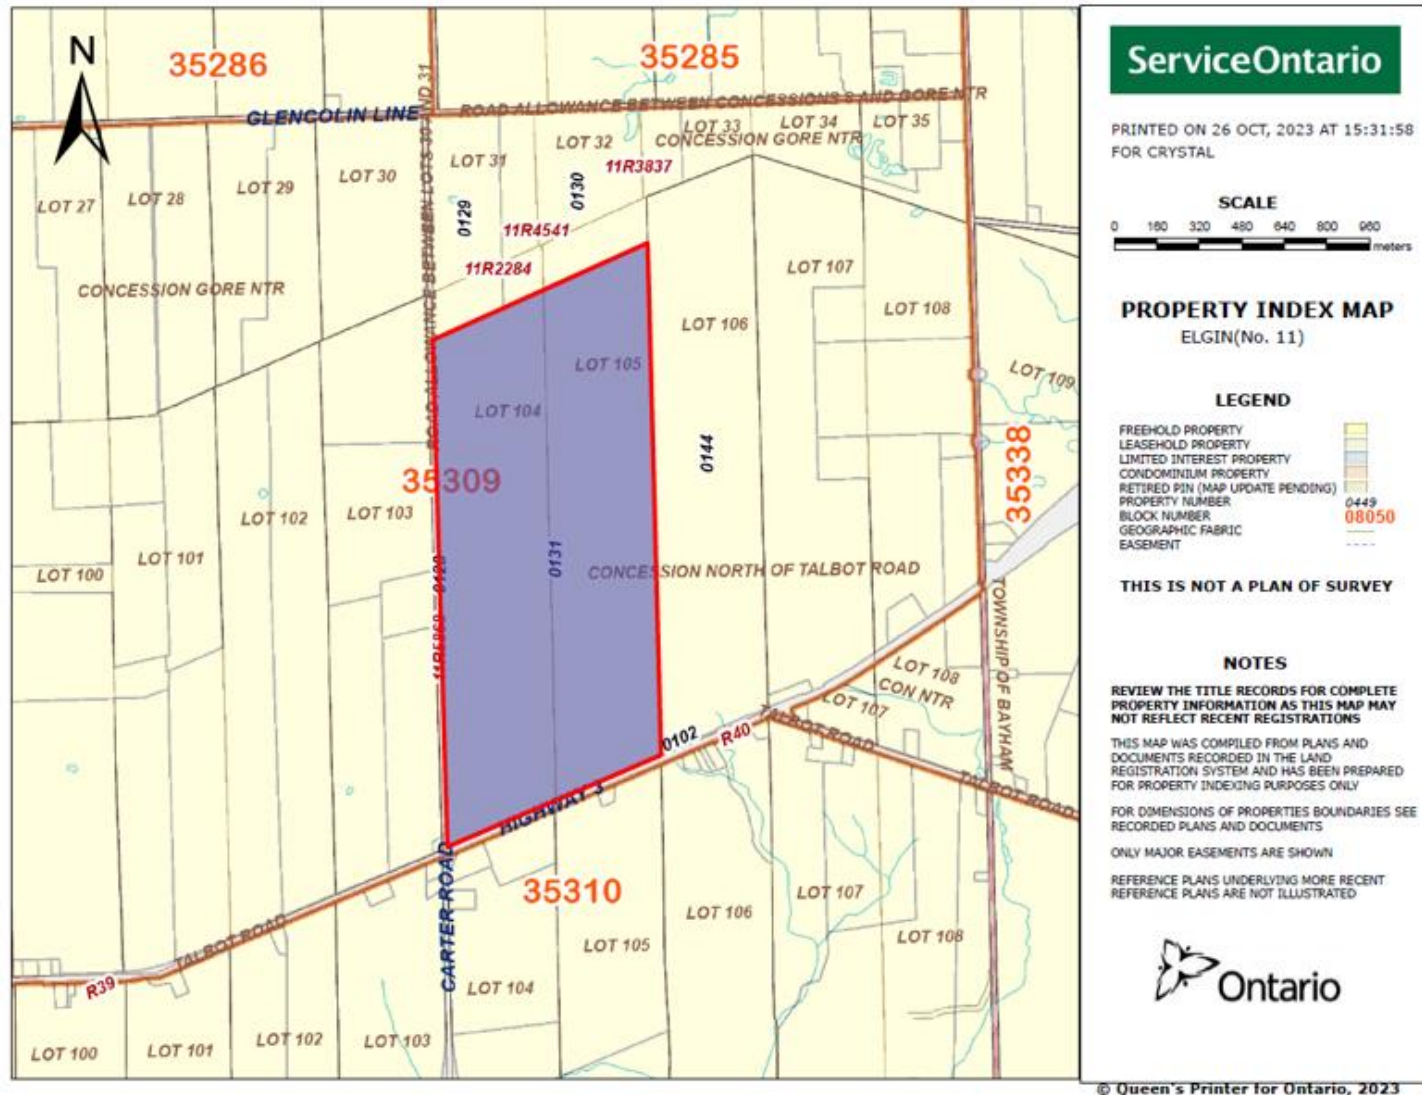 N
35286
35285
GLENCOLIN LINE
ROAD ALLOWANCE BETWEEN CONCESSIONS 8 AND GORE NTR
ROAD ALLOWANCE BETWEEN LOTS 30 AND 31
LOT 27
LOT 28
LOT 29
LOT 30
LOT 31
LOT 32
LOT 33
LOT 34
LOT 35
CONCESSION GORE NTR
11R3837
0129
0130
11R4541
11R2284
CONCESSION GORE NTR
LOT 107
LOT 106
LOT 108
LOT 109
LOT 105
LOT 104
0144
35309
35338
LOT 103
LOT 102
LOT 101
LOT 100
0131
CONCESSION NORTH OF TALBOT ROAD
TOWNSHIP OF BAYHAM
LOT 108
CON NTR
LOT 107
0102
R40
TALBOT ROAD
TALBOT ROAD
HIGHWAY 3
CARTER ROAD
35310
LOT 107
LOT 106
LOT 108
LOT 105
LOT 104
TALBOT ROAD
R39
LOT 100
LOT 101
LOT 102
LOT 103
ServiceOntario
PRINTED ON 26 OCT, 2023 AT 15:31:58
FOR CRYSTAL
SCALE
0 160 320 480 640 800 960
meters
PROPERTY INDEX MAP
ELGIN(No. 11)
LEGEND
FREEHOLD PROPERTY
LEASEHOLD PROPERTY
LIMITED INTEREST PROPERTY
CONDOMINIUM PROPERTY
RETIRED PIN (MAP UPDATE PENDING)
PROPERTY NUMBER 0449
BLOCK NUMBER 08050
GEOGRAPHIC FABRIC
EASEMENT
THIS IS NOT A PLAN OF SURVEY
NOTES
REVIEW THE TITLE RECORDS FOR COMPLETE
PROPERTY INFORMATION AS THIS MAP MAY
NOT REFLECT RECENT REGISTRATIONS
THIS MAP WAS COMPILED FROM PLANS AND
DOCUMENTS RECORDED IN THE LAND
REGISTRATION SYSTEM AND HAS BEEN PREPARED
FOR PROPERTY INDEXING PURPOSES ONLY
FOR DIMENSIONS OF PROPERTIES BOUNDARIES SEE
RECORDED PLANS AND DOCUMENTS
ONLY MAJOR EASEMENTS ARE SHOWN
REFERENCE PLANS UNDERLYING MORE RECENT
REFERENCE PLANS ARE NOT ILLUSTRATED
Ontario
© Queen's Printer for Ontario, 2023